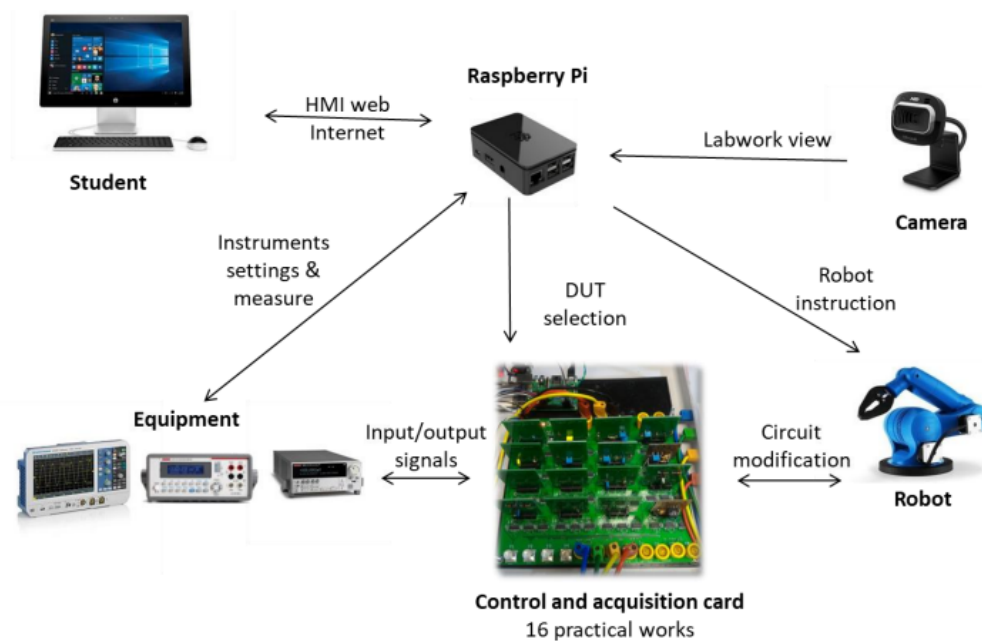 Raspberry Pi
HMI web
Internet
Labwork view
Student
Camera
Instruments
settings &
measure
DUT
selection
Robot
instruction
Equipment
Input/output
signals
Circuit
modification
Robot
Control and acquisition card
16 practical works